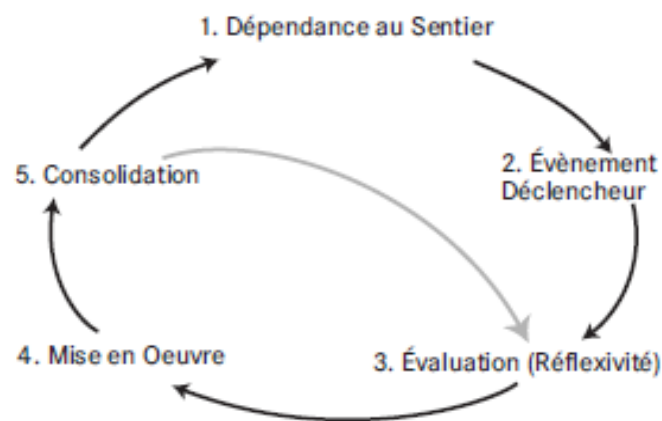 1. Dépendance au Sentier
2. Évènement
Déclencheur
3. Évaluation (Réflexivité)
4. Mise en Oeuvre
5. Consolidation